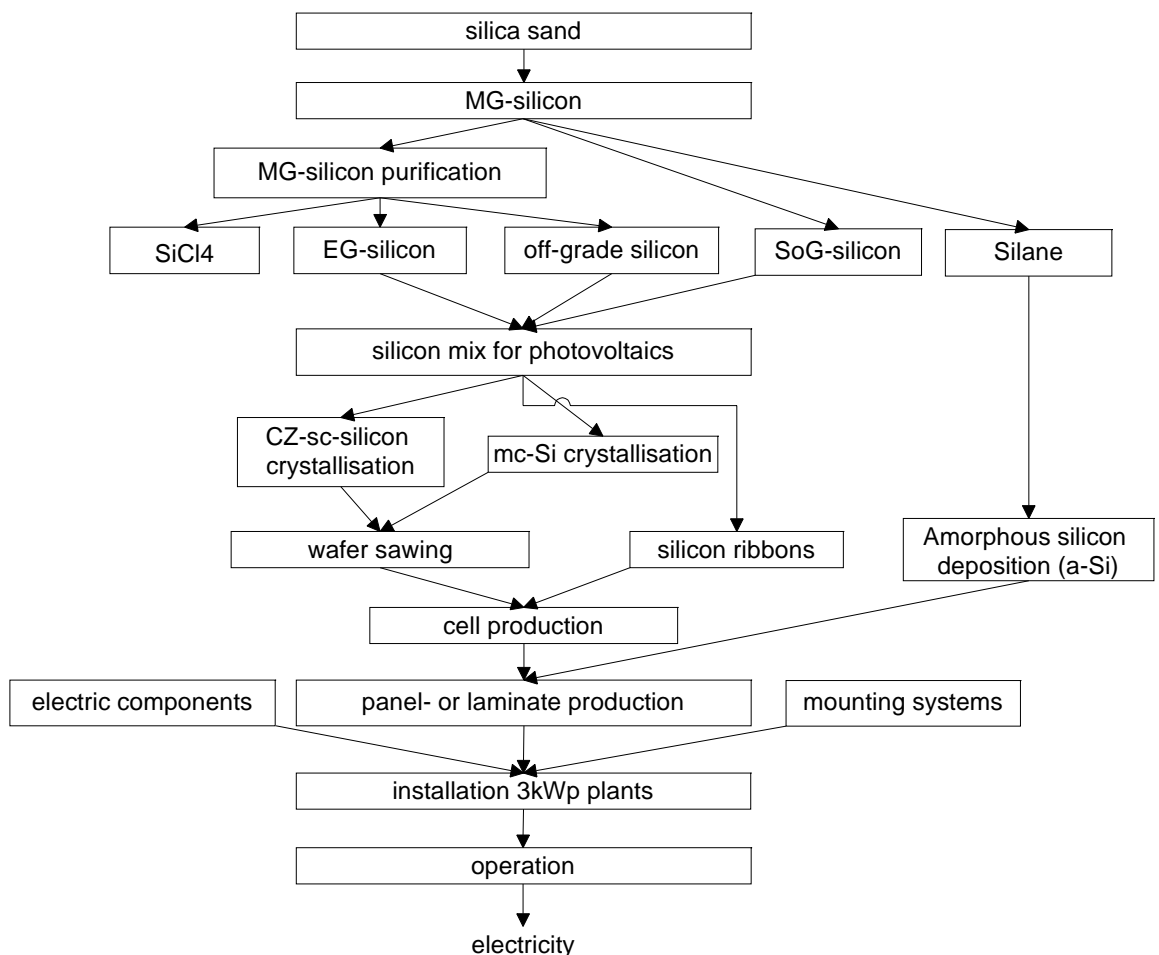 silica sand
MG-silicon
MG-silicon purification
SiCl4
EG-silicon
off-grade silicon
SoG-silicon
Silane
silicon mix for photovoltaics
CZ-sc-silicon
crystallisation
mc-Si crystallisation
wafer sawing
silicon ribbons
Amorphous silicon
deposition (a-Si)
cell production
electric components
panel- or laminate production
mounting systems
installation 3kWp plants
operation
electricity